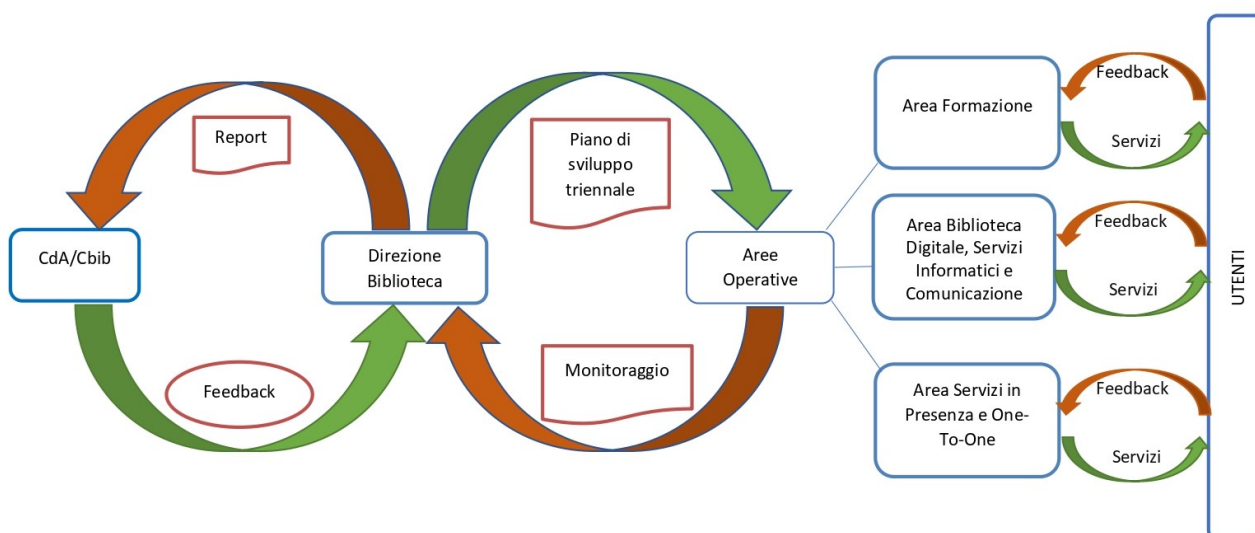 Report
CdA/Cbib
Feedback
Direzione
Biblioteca
Piano di
sviluppo
triennale
Monitoraggio
Aree
Operative
Area Formazione
Feedback
Servizi
Area Biblioteca
Digitale, Servizi
Informatici e
Comunicazione
Feedback
Servizi
Area Servizi in
Presenza e One-
To-One
Feedback
Servizi
UTENTI